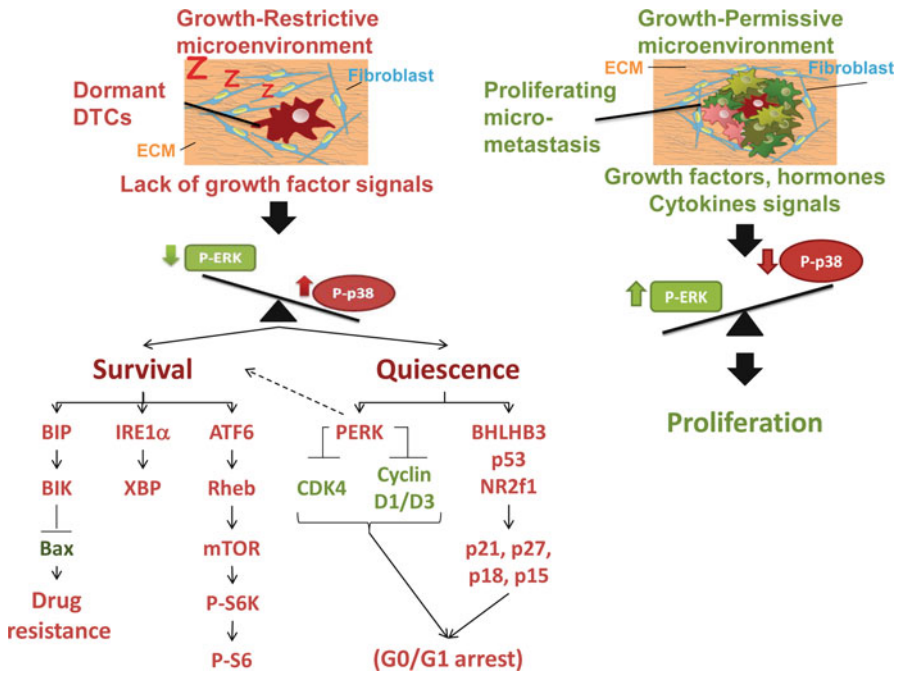 Growth-Restrictive
microenvironment
Z
Z
Z
Fibroblast
Dormant
DTCs
ECM
Lack of growth factor signals
P-ERK
P-p38
Survival
Quiescence
BIP
IRE1α
ATF6
PERK
BHLHB3
p53
NR2f1
BIK
XBP
Rheb
CDK4
Cyclin
D1/D3
Bax
mTOR
p21, p27,
p18, p15
Drug
resistance
P-S6K
P-S6
(G0/G1 arrest)
Growth-Permissive
microenvironment
ECM
Fibroblast
Proliferating
micro-
metastasis
Growth factors, hormones
Cytokines signals
P-p38
P-ERK
Proliferation